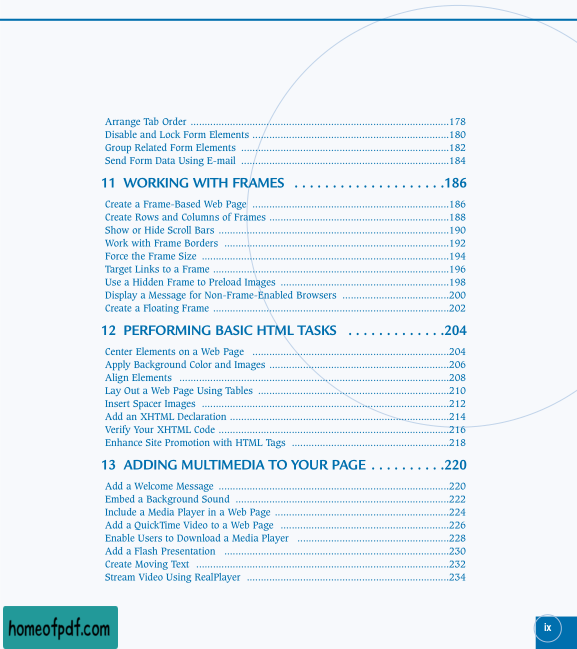 Arrange Tab Order ..........178
Disable and Lock Form Elements ..........180
Group Related Form Elements ..........182
Send Form Data Using E-mail ..........184
11 WORKING WITH FRAMES . . . . . . . . . . . . . . . . . . . .186
Create a Frame-Based Web Page ..........186
Create Rows and Columns of Frames ..........188
Show or Hide Scroll Bars ..........190
Work with Frame Borders ..........192
Force the Frame Size ..........194
Target Links to a Frame ..........196
Use a Hidden Frame to Preload Images ..........198
Display a Message for Non-Frame-Enabled Browsers ..........200
Create a Floating Frame ..........202
12 PERFORMING BASIC HTML TASKS . . . . . . . . . . . . .204
Center Elements on a Web Page ..........204
Apply Background Color and Images ..........206
Align Elements ..........208
Lay Out a Web Page Using Tables ..........210
Insert Spacer Images ..........212
Add an XHTML Declaration ..........214
Verify Your XHTML Code ..........216
Enhance Site Promotion with HTML Tags ..........218
13 ADDING MULTIMEDIA TO YOUR PAGE . . . . . . . . . .220
Add a Welcome Message ..........220
Embed a Background Sound ..........222
Include a Media Player in a Web Page ..........224
Add a QuickTime Video to a Web Page ..........226
Enable Users to Download a Media Player ..........228
Add a Flash Presentation ..........230
Create Moving Text ..........232
Stream Video Using RealPlayer ..........234
homeofpdf.com
ix